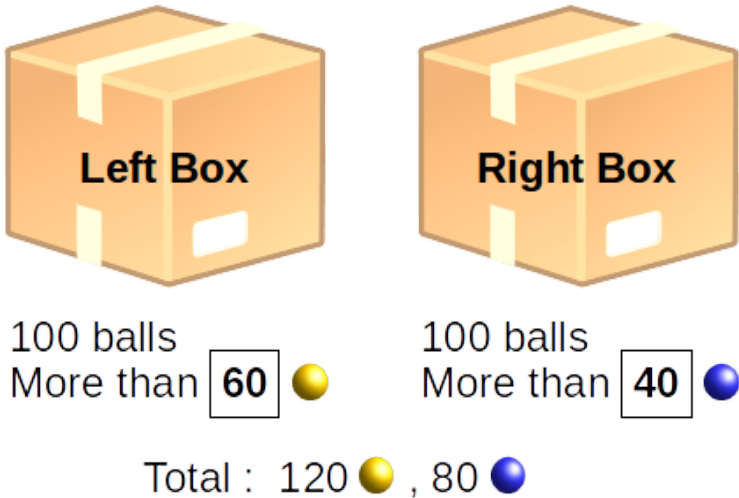 Left Box
Right Box
100 balls
More than 60
100 balls
More than 40
Total : 120 , 80